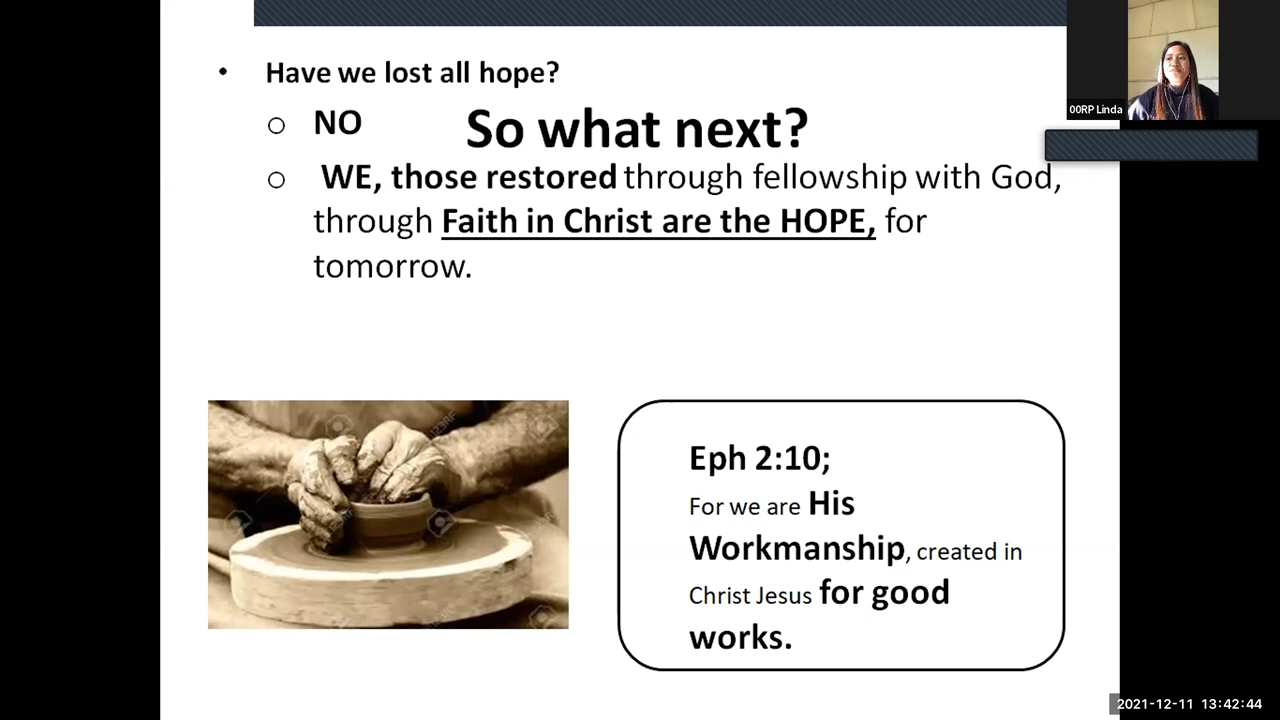 Have we lost all hope?
NO
So what next?
WE, those restored through fellowship with God,
through Faith in Christ are the HOPE, for
tomorrow.
Eph 2:10;
For we are His
Workmanship, created in
Christ Jesus for good
works.
00RP Linda
123RF
2021-12-11 13:42:44